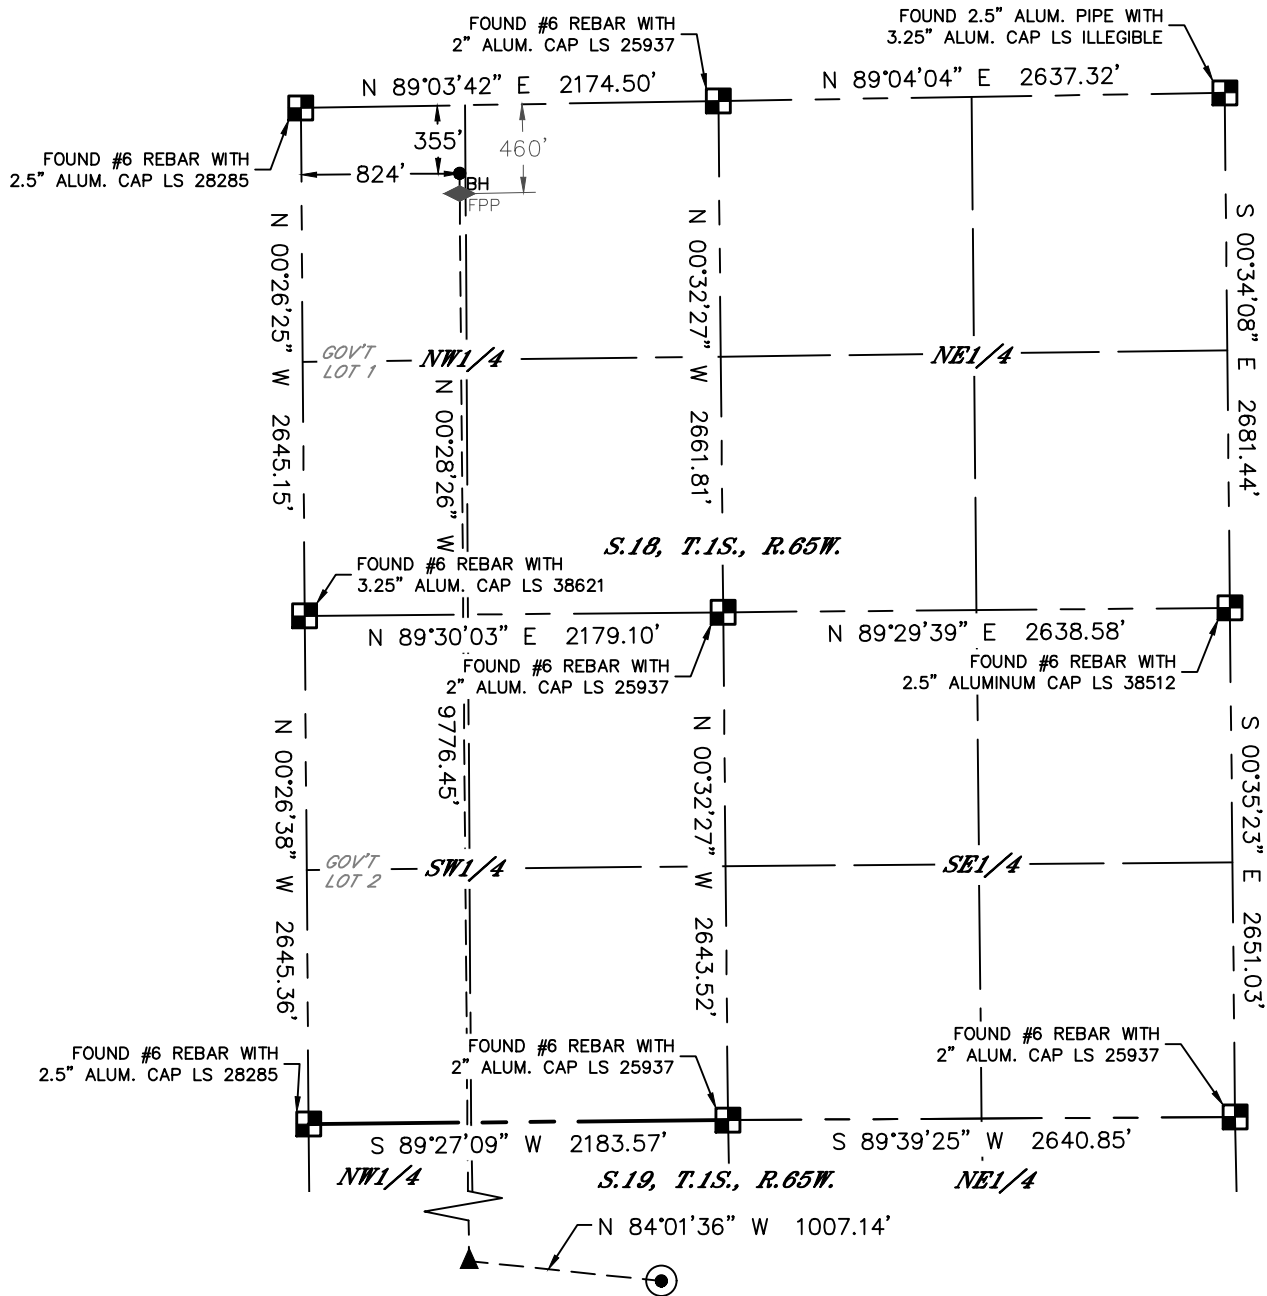 FOUND #6 REBAR WITH
2" ALUM. CAP LS 25937
FOUND 2.5" ALUM. PIPE WITH
3.25" ALUM. CAP LS ILLEGIBLE
N 89°03'42" E 2174.50'
N 89°04'04" E 2637.32'
FOUND #6 REBAR WITH
2.5" ALUM. CAP LS 28285
355'
460'
824'
BH
FPP
N 00°26'25" W 2645.15'
N 00°32'27" W 2661.81'
S 00°34'08" E 2681.44'
GOV'T
LOT 1
NW1/4
NE1/4
N 00°28'26" W 9776.45'
S.18, T.1S., R.65W.
FOUND #6 REBAR WITH
3.25" ALUM. CAP LS 38621
N 89°30'03" E 2179.10'
N 89°29'39" E 2638.58'
FOUND #6 REBAR WITH
2" ALUM. CAP LS 25937
FOUND #6 REBAR WITH
2.5" ALUMINUM CAP LS 38512
N 00°26'38" W 2645.36'
N 00°32'27" W 2643.52'
S 00°35'23" E 2651.03'
GOV'T
LOT 2
SW1/4
SE1/4
FOUND #6 REBAR WITH
2.5" ALUM. CAP LS 28285
FOUND #6 REBAR WITH
2" ALUM. CAP LS 25937
FOUND #6 REBAR WITH
2" ALUM. CAP LS 25937
S 89°27'09" W 2183.57'
S 89°39'25" W 2640.85'
NW1/4
S.19, T.1S., R.65W.
NE1/4
N 84°01'36" W 1007.14'